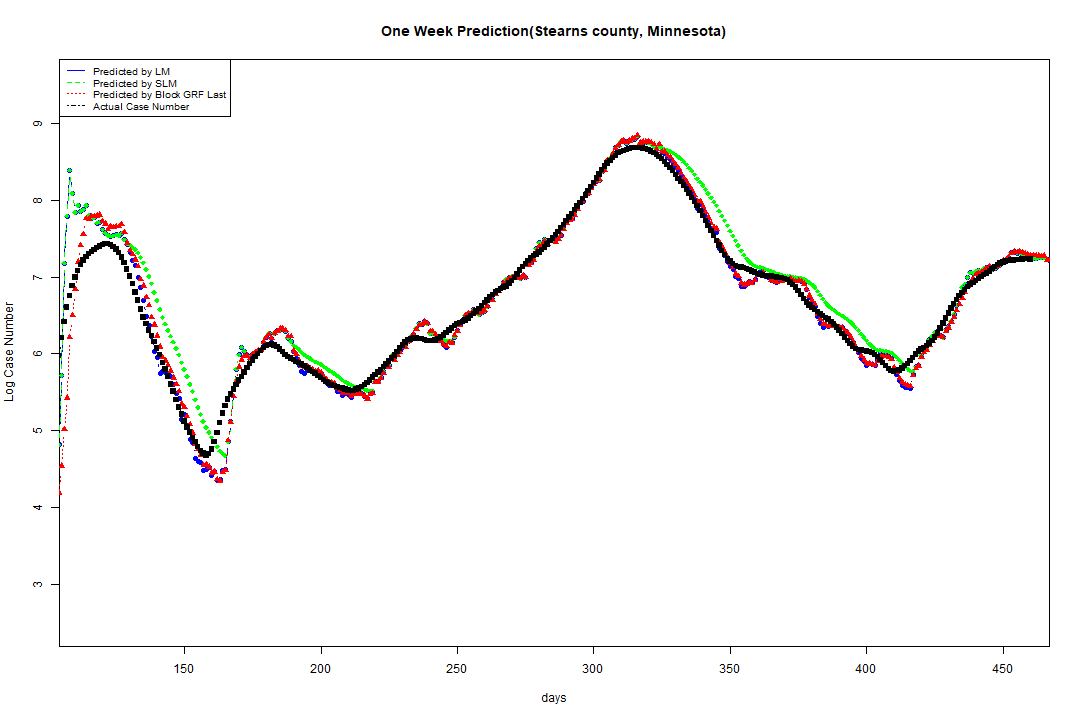 One Week Prediction(Stearns county, Minnesota)
Predicted by LM
Predicted by SLM
Predicted by Block GRF Last
Actual Case Number
Log Case Number
9
8
7
6
5
4
3
150 200 250 300 350 400 450
days